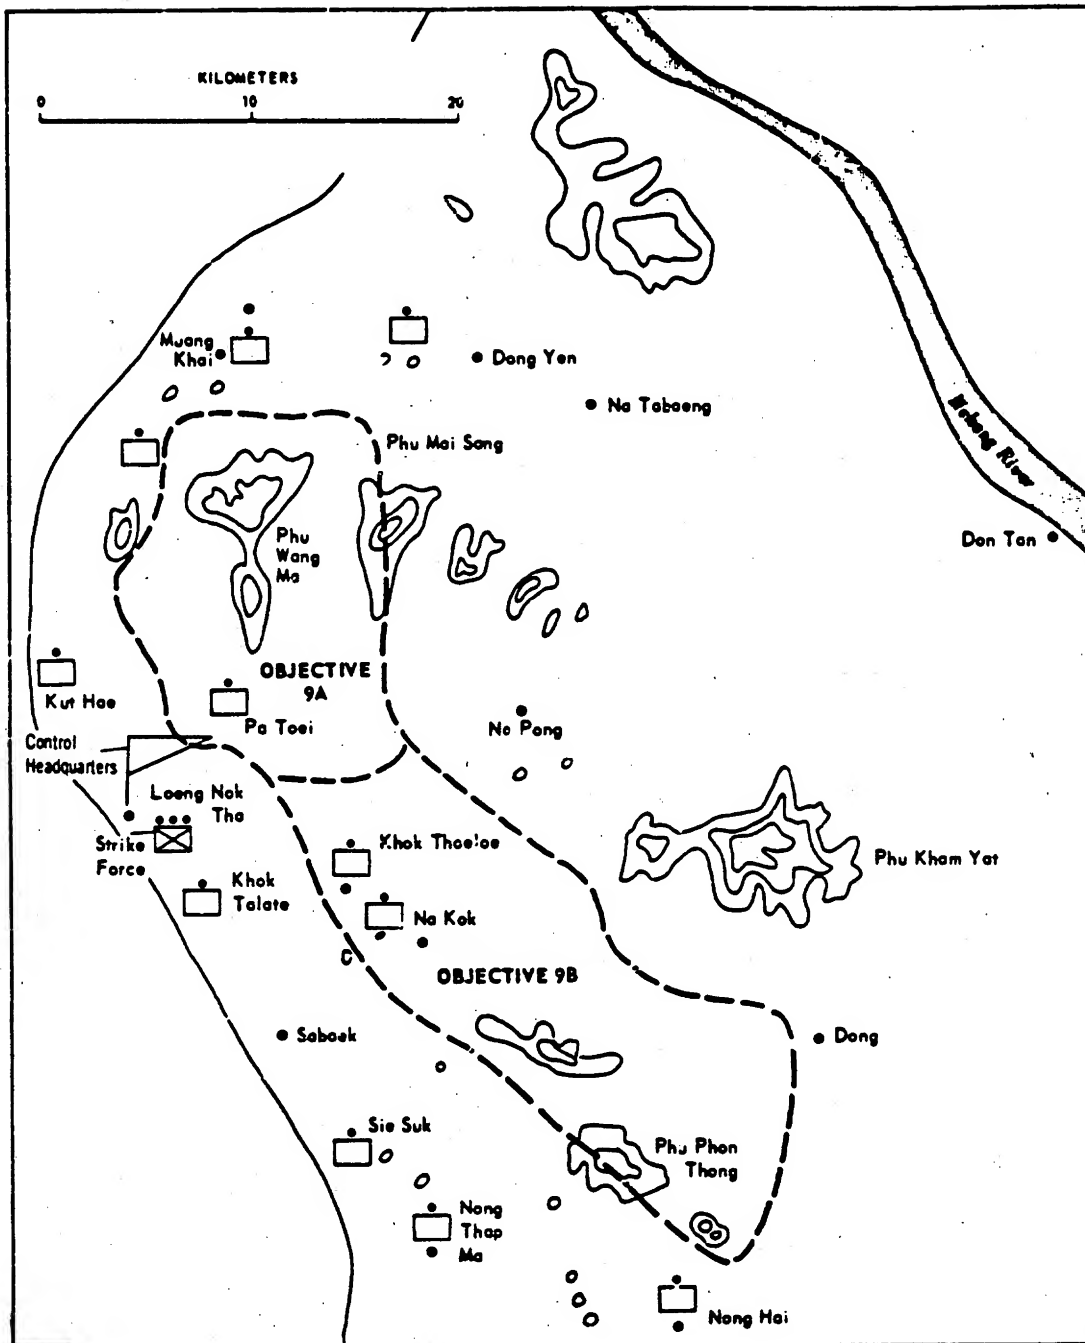 KILOMETERS
0 10 20
Muang
Khai
Dong Yen
Na Tabaeng
Mekong River
Phu Mai Sang
Phu
Wang
Ma
Don Tan
OBJECTIVE
9A
Kut Hae
Pa Toei
Na Pong
Control
Headquarters
Loeng Nok
Tha
Strike
Force
Khok Thaeloe
Phu Kham Yat
Khok
Talate
Na Kok
OBJECTIVE 9B
Sabaek
Dong
Sie Suk
Phu Phon
Thong
Nong
Thap
Ma
Nong Hai